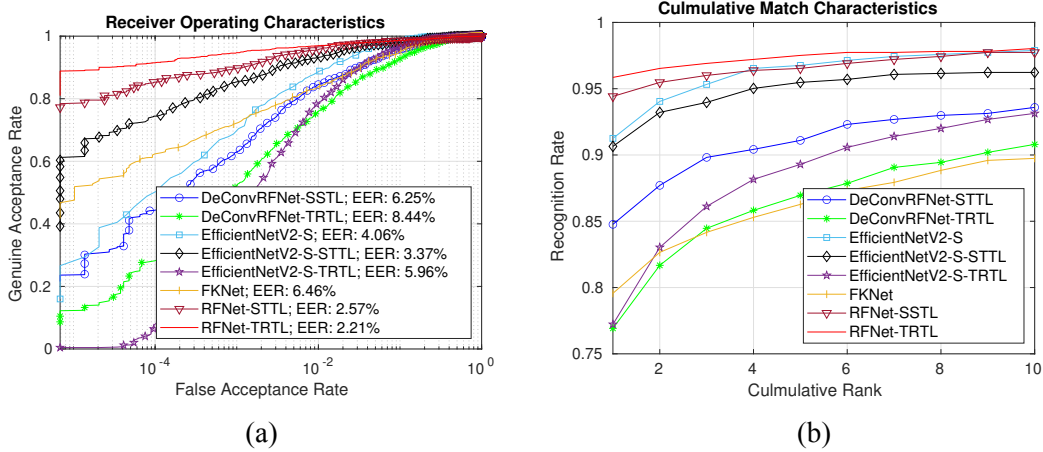 Receiver Operating Characteristics
Genuine Acceptance Rate
1
0.8
0.6
0.4
0.2
0
DeConvRFNet-SSTL; EER: 6.25%
DeConvRFNet-TRTL; EER: 8.44%
EfficientNetV2-S; EER: 4.06%
EfficientNetV2-S-STTL; EER: 3.37%
EfficientNetV2-S-TRTL; EER: 5.96%
FKNet; EER: 6.46%
RFNet-STTL; EER: 2.57%
RFNet-TRTL; EER: 2.21%
10-4 10-2 100
False Acceptance Rate
(a)
Culmulative Match Characteristics
Recognition Rate
1
0.95
0.9
0.85
0.8
0.75
DeConvRFNet-STTL
DeConvRFNet-TRTL
EfficientNetV2-S
EfficientNetV2-S-STTL
EfficientNetV2-S-TRTL
FKNet
RFNet-SSTL
RFNet-TRTL
2 4 6 8 10
Culmulative Rank
(b)